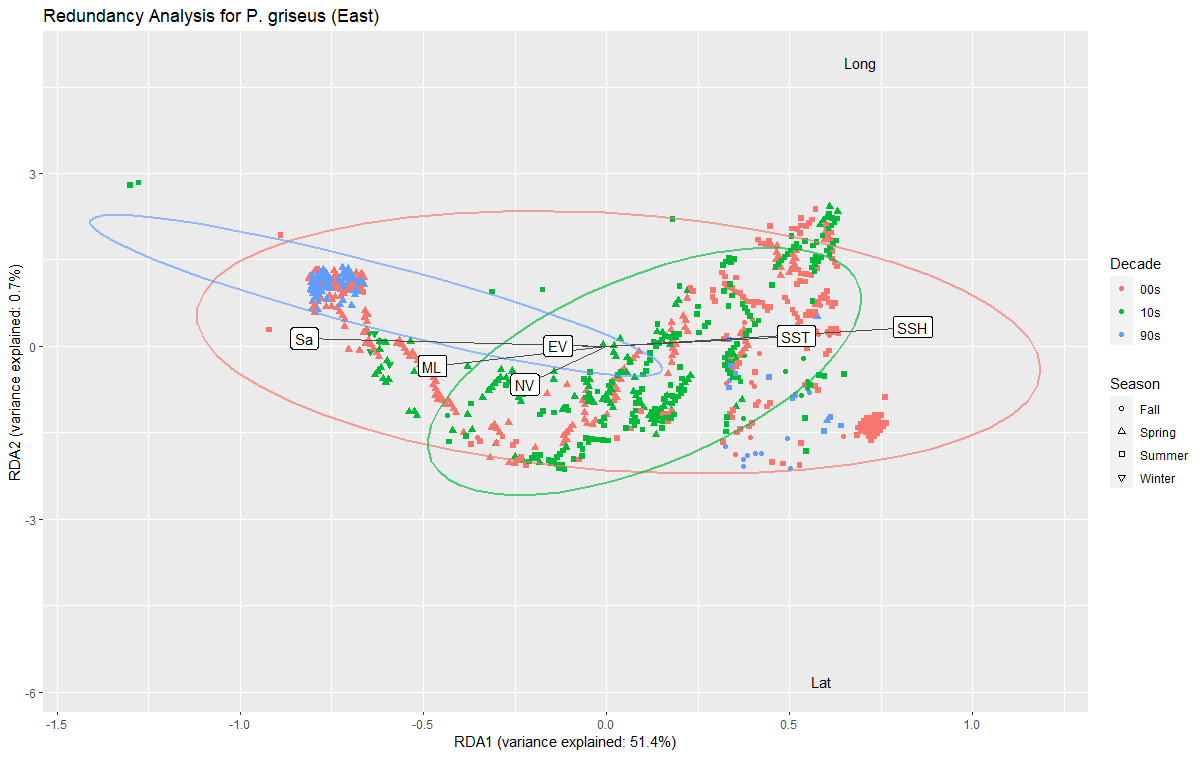 Redundancy Analysis for P. griseus (East)
Long
3
Decade
00s
10s
90s
SSH
SST
Sa
EV
0
ML
NV
RDA2 (variance explained: 0.7%)
Season
Fall
Spring
Summer
Winter
-3
Lat
-6
-1.5 -1.0 -0.5 0.0 0.5 1.0
RDA1 (variance explained: 51.4%)